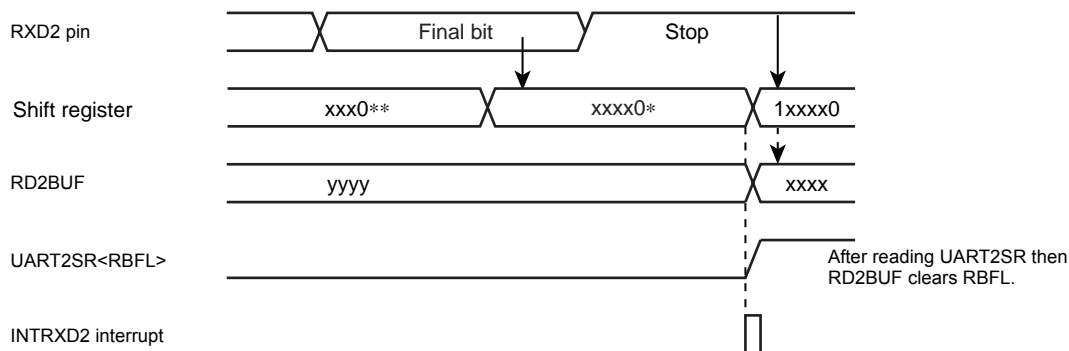 RXD2 pin
Final bit
Stop
Shift register
xxx0**
xxxx0*
1xxxx0
RD2BUF
yyyy
xxxx
UART2SR<RBFL>
After reading UART2SR then
RD2BUF clears RBFL.
INTRXD2 interrupt